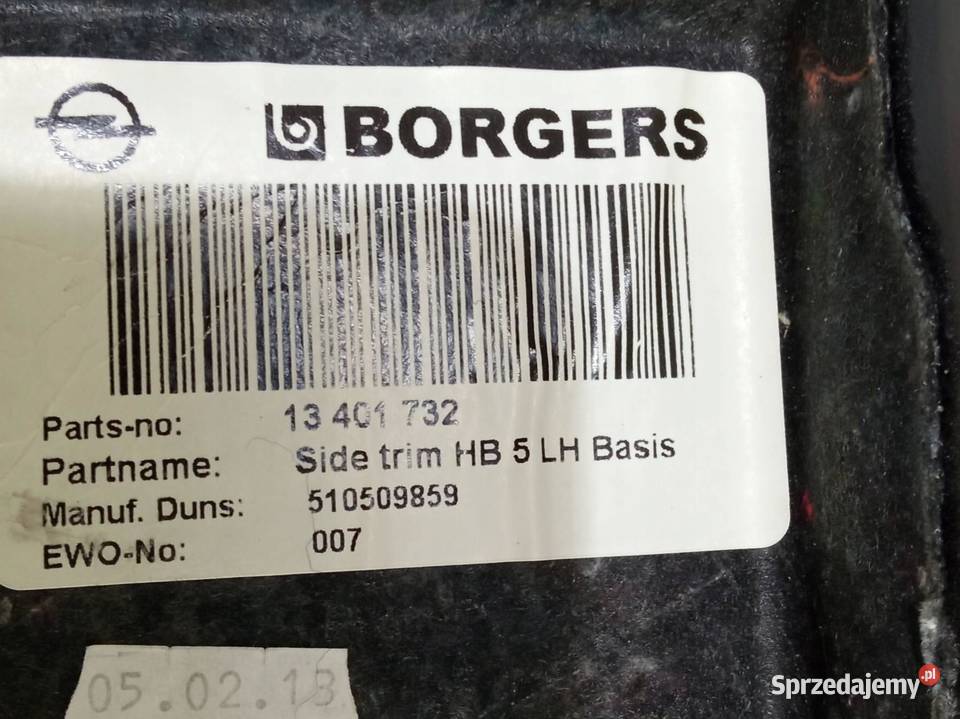 BORGERS
Parts-no: 13 401 732
Partname: Side trim HB 5 LH Basis
Manuf. Duns: 510509859
EWO-No: 007
05.02.13
Sprzedajemy.pl